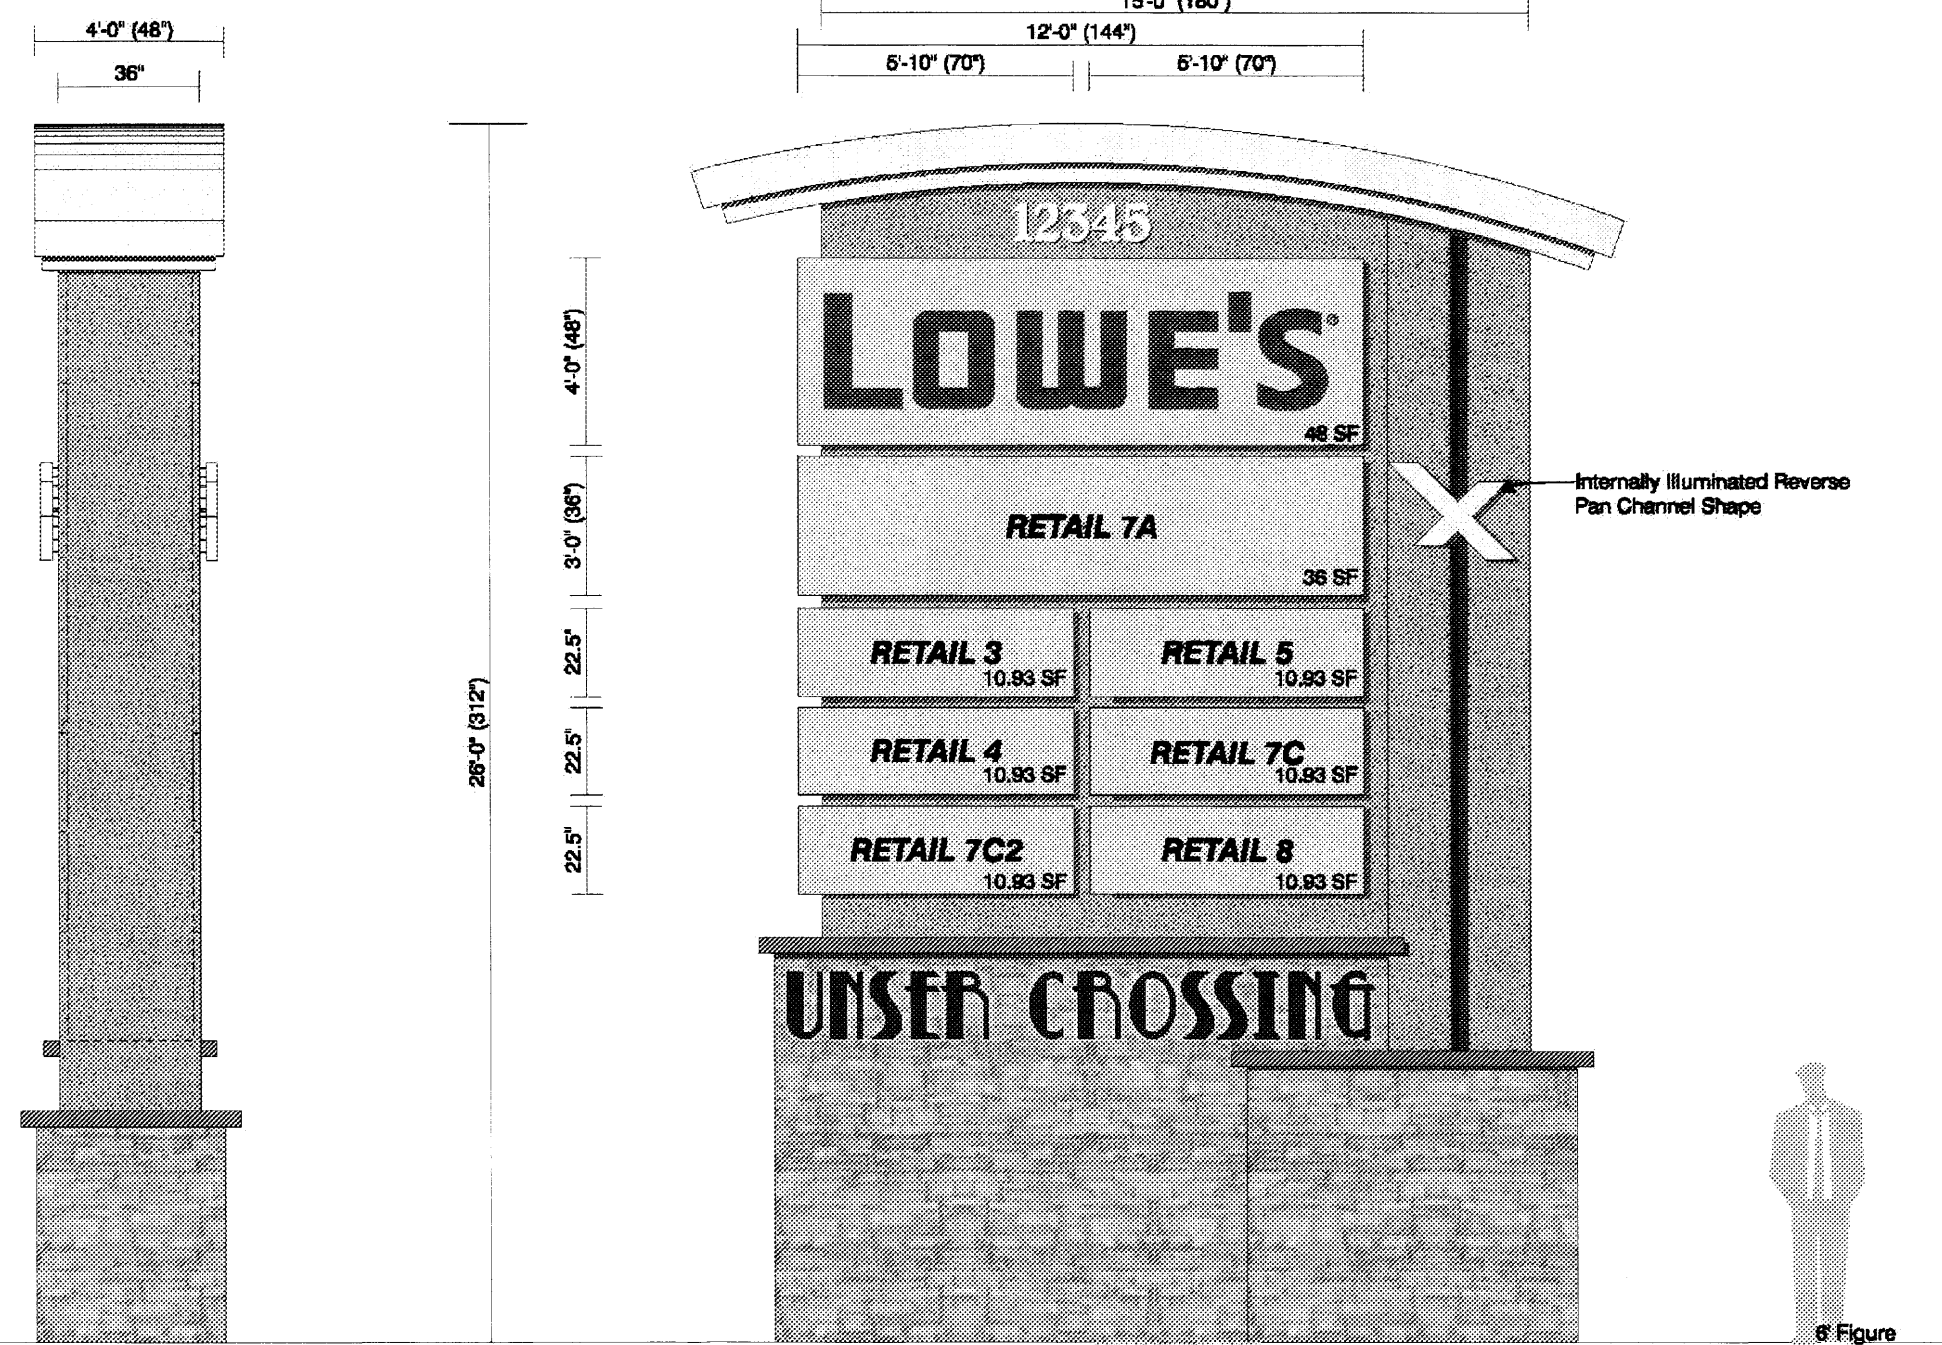 15'-0" (180")
4'-0" (48")
12'-0" (144")
36"
5'-10" (70")
5'-10" (70")
12345
4'-0" (48")
LOWE'S®
48 SF
3'-0" (36")
RETAIL 7A
36 SF
Internally Illuminated Reverse
Pan Channel Shape
22.5"
RETAIL 3
10.93 SF
RETAIL 5
10.93 SF
26'-0" (312")
22.5"
RETAIL 4
10.93 SF
RETAIL 7C
10.93 SF
22.5"
RETAIL 7C2
10.93 SF
RETAIL 8
10.93 SF
UNSER CROSSING
6' Figure